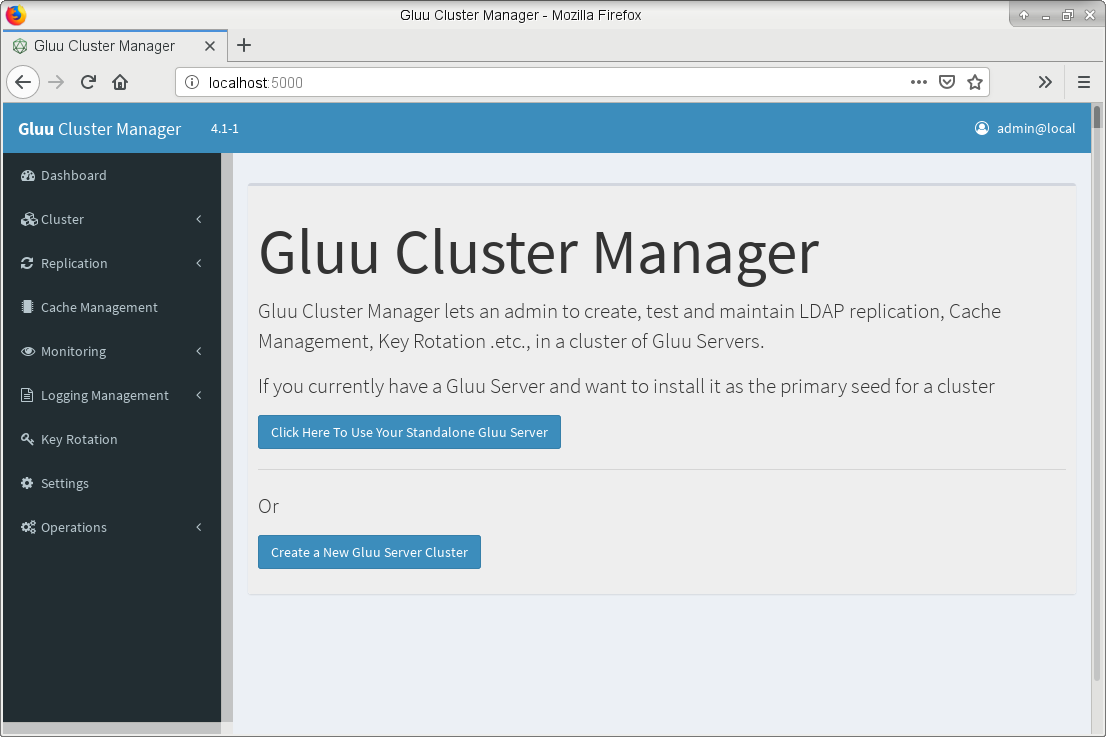 Gluu Cluster Manager - Mozilla Firefox
Gluu Cluster Manager
localhost:5000
Gluu Cluster Manager 4.1-1 admin@local
Dashboard
Cluster
Replication
Cache Management
Monitoring
Logging Management
Key Rotation
Settings
Operations
Gluu Cluster Manager
Gluu Cluster Manager lets an admin to create, test and maintain LDAP replication, Cache
Management, Key Rotation .etc., in a cluster of Gluu Servers.
If you currently have a Gluu Server and want to install it as the primary seed for a cluster
Click Here To Use Your Standalone Gluu Server
Or
Create a New Gluu Server Cluster